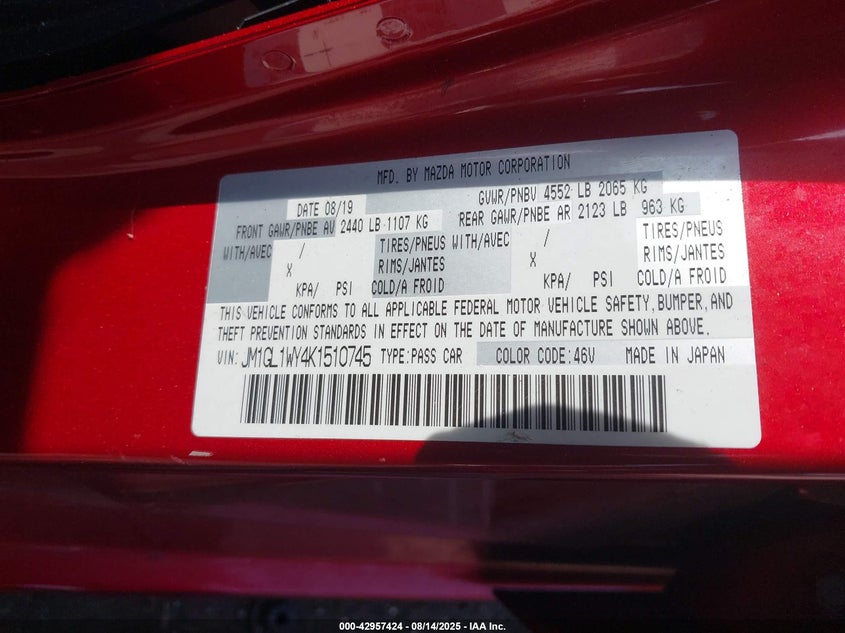 MFD. BY MAZDA MOTOR CORPORATION
DATE 08/19 GVWR/PNBV 4552 LB 2065 KG
FRONT GAWR/PNBE AV 2440 LB 1107 KG REAR GAWR/PNBE AR 2123 LB 963 KG
WITH/AVEC / TIRES/PNEUS WITH/AVEC / TIRES/PNEUS
X RIMS/JANTES X RIMS/JANTES
KPA/ PSI COLD/A FROID KPA/ PSI COLD/A FROID
THIS VEHICLE CONFORMS TO ALL APPLICABLE FEDERAL MOTOR VEHICLE SAFETY, BUMPER, AND
THEFT PREVENTION STANDARDS IN EFFECT ON THE DATE OF MANUFACTURE SHOWN ABOVE.
VIN: JM1GL1WY4K1510745 TYPE: PASS CAR COLOR CODE: 46V MADE IN JAPAN
000-42957424 | 08/14/2025 | IAA Inc.